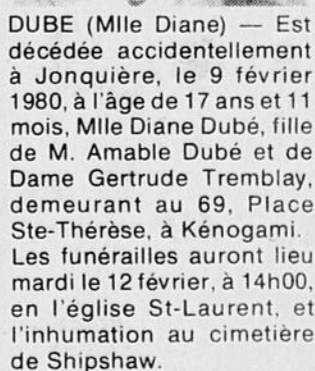 DUBE (Mlle Diane) — Est
décédée accidentellement
à Jonquière, le 9 février
1980, à l'âge de 17 ans et 11
mois, Mlle Diane Dubé, fille
de M. Amable Dubé et de
Dame Gertrude Tremblay,
demeurant au 69, Place
Ste-Thérèse, à Kénogami.
Les funérailles auront lieu
mardi le 12 février, à 14h00,
en l'église St-Laurent, et
l'inhumation au cimetière
de Shipshaw.